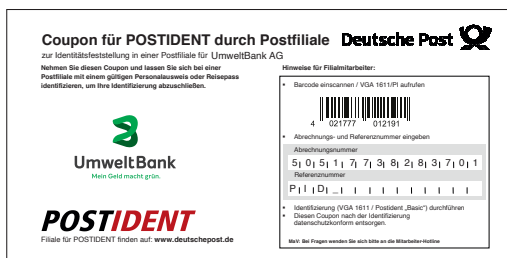 Coupon für POSTIDENT durch Postfiliale
Deutsche Post
zur Identitätsfeststellung in einer Postfiliale für UmweltBank AG
Nehmen Sie diesen Coupon und lassen Sie sich bei einer
Postfiliale mit einem gültigen Personalausweis oder Reisepass
identifizieren, um Ihre Identifizierung abzuschließen.
UmweltBank
Mein Geld macht grün.
POSTIDENT
Filiale für POSTIDENT finden auf: www.deutschepost.de
Hinweise für Filialmitarbeiter:
• Barcode einscannen / VGA 1611/PI aufrufen
4 021777 012191
• Abrechnungs- und Referenznummer eingeben
Abrechnungsnummer
5 0 5 1 7 7 3 8 2 8 3 7 0 1
Referenznummer
P I D _
• Identifizierung (VGA 1611 / Postident „Basic“) durchführen
• Diesen Coupon nach der Identifizierung
datenschutzkonform entsorgen.
MaV: Bei Fragen wenden Sie sich bitte an die Mitarbeiter-Hotline